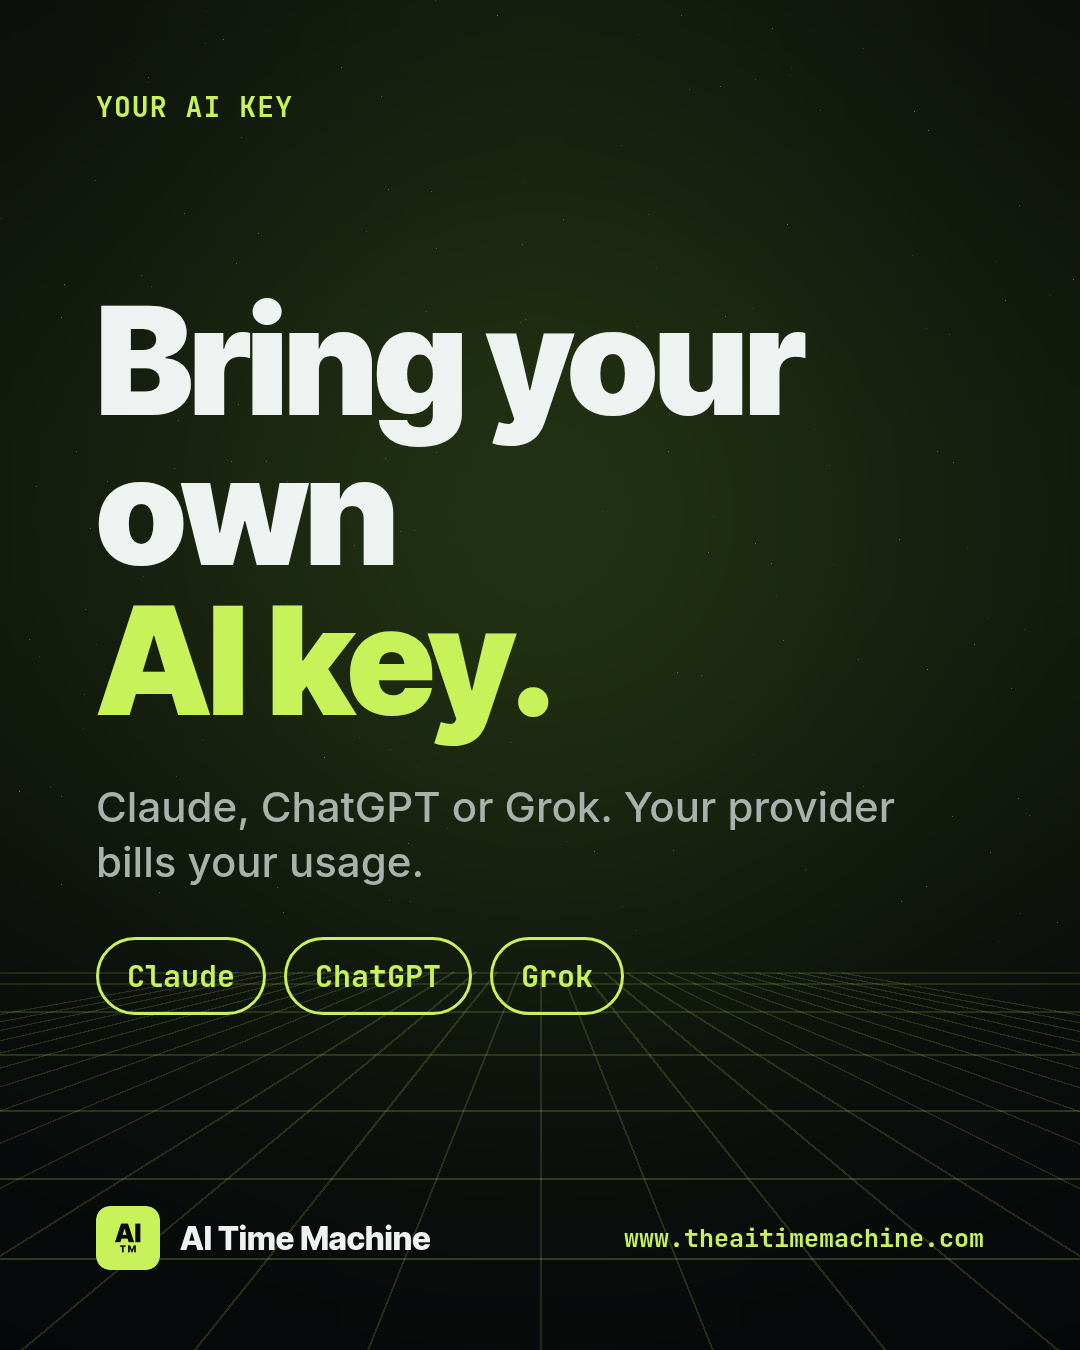 YOUR AI KEY
Bring your
own
AI key.
Claude, ChatGPT or Grok. Your provider
bills your usage.
Claude ChatGPT Grok
AI
TM
AI Time Machine
www.theaitimemachine.com